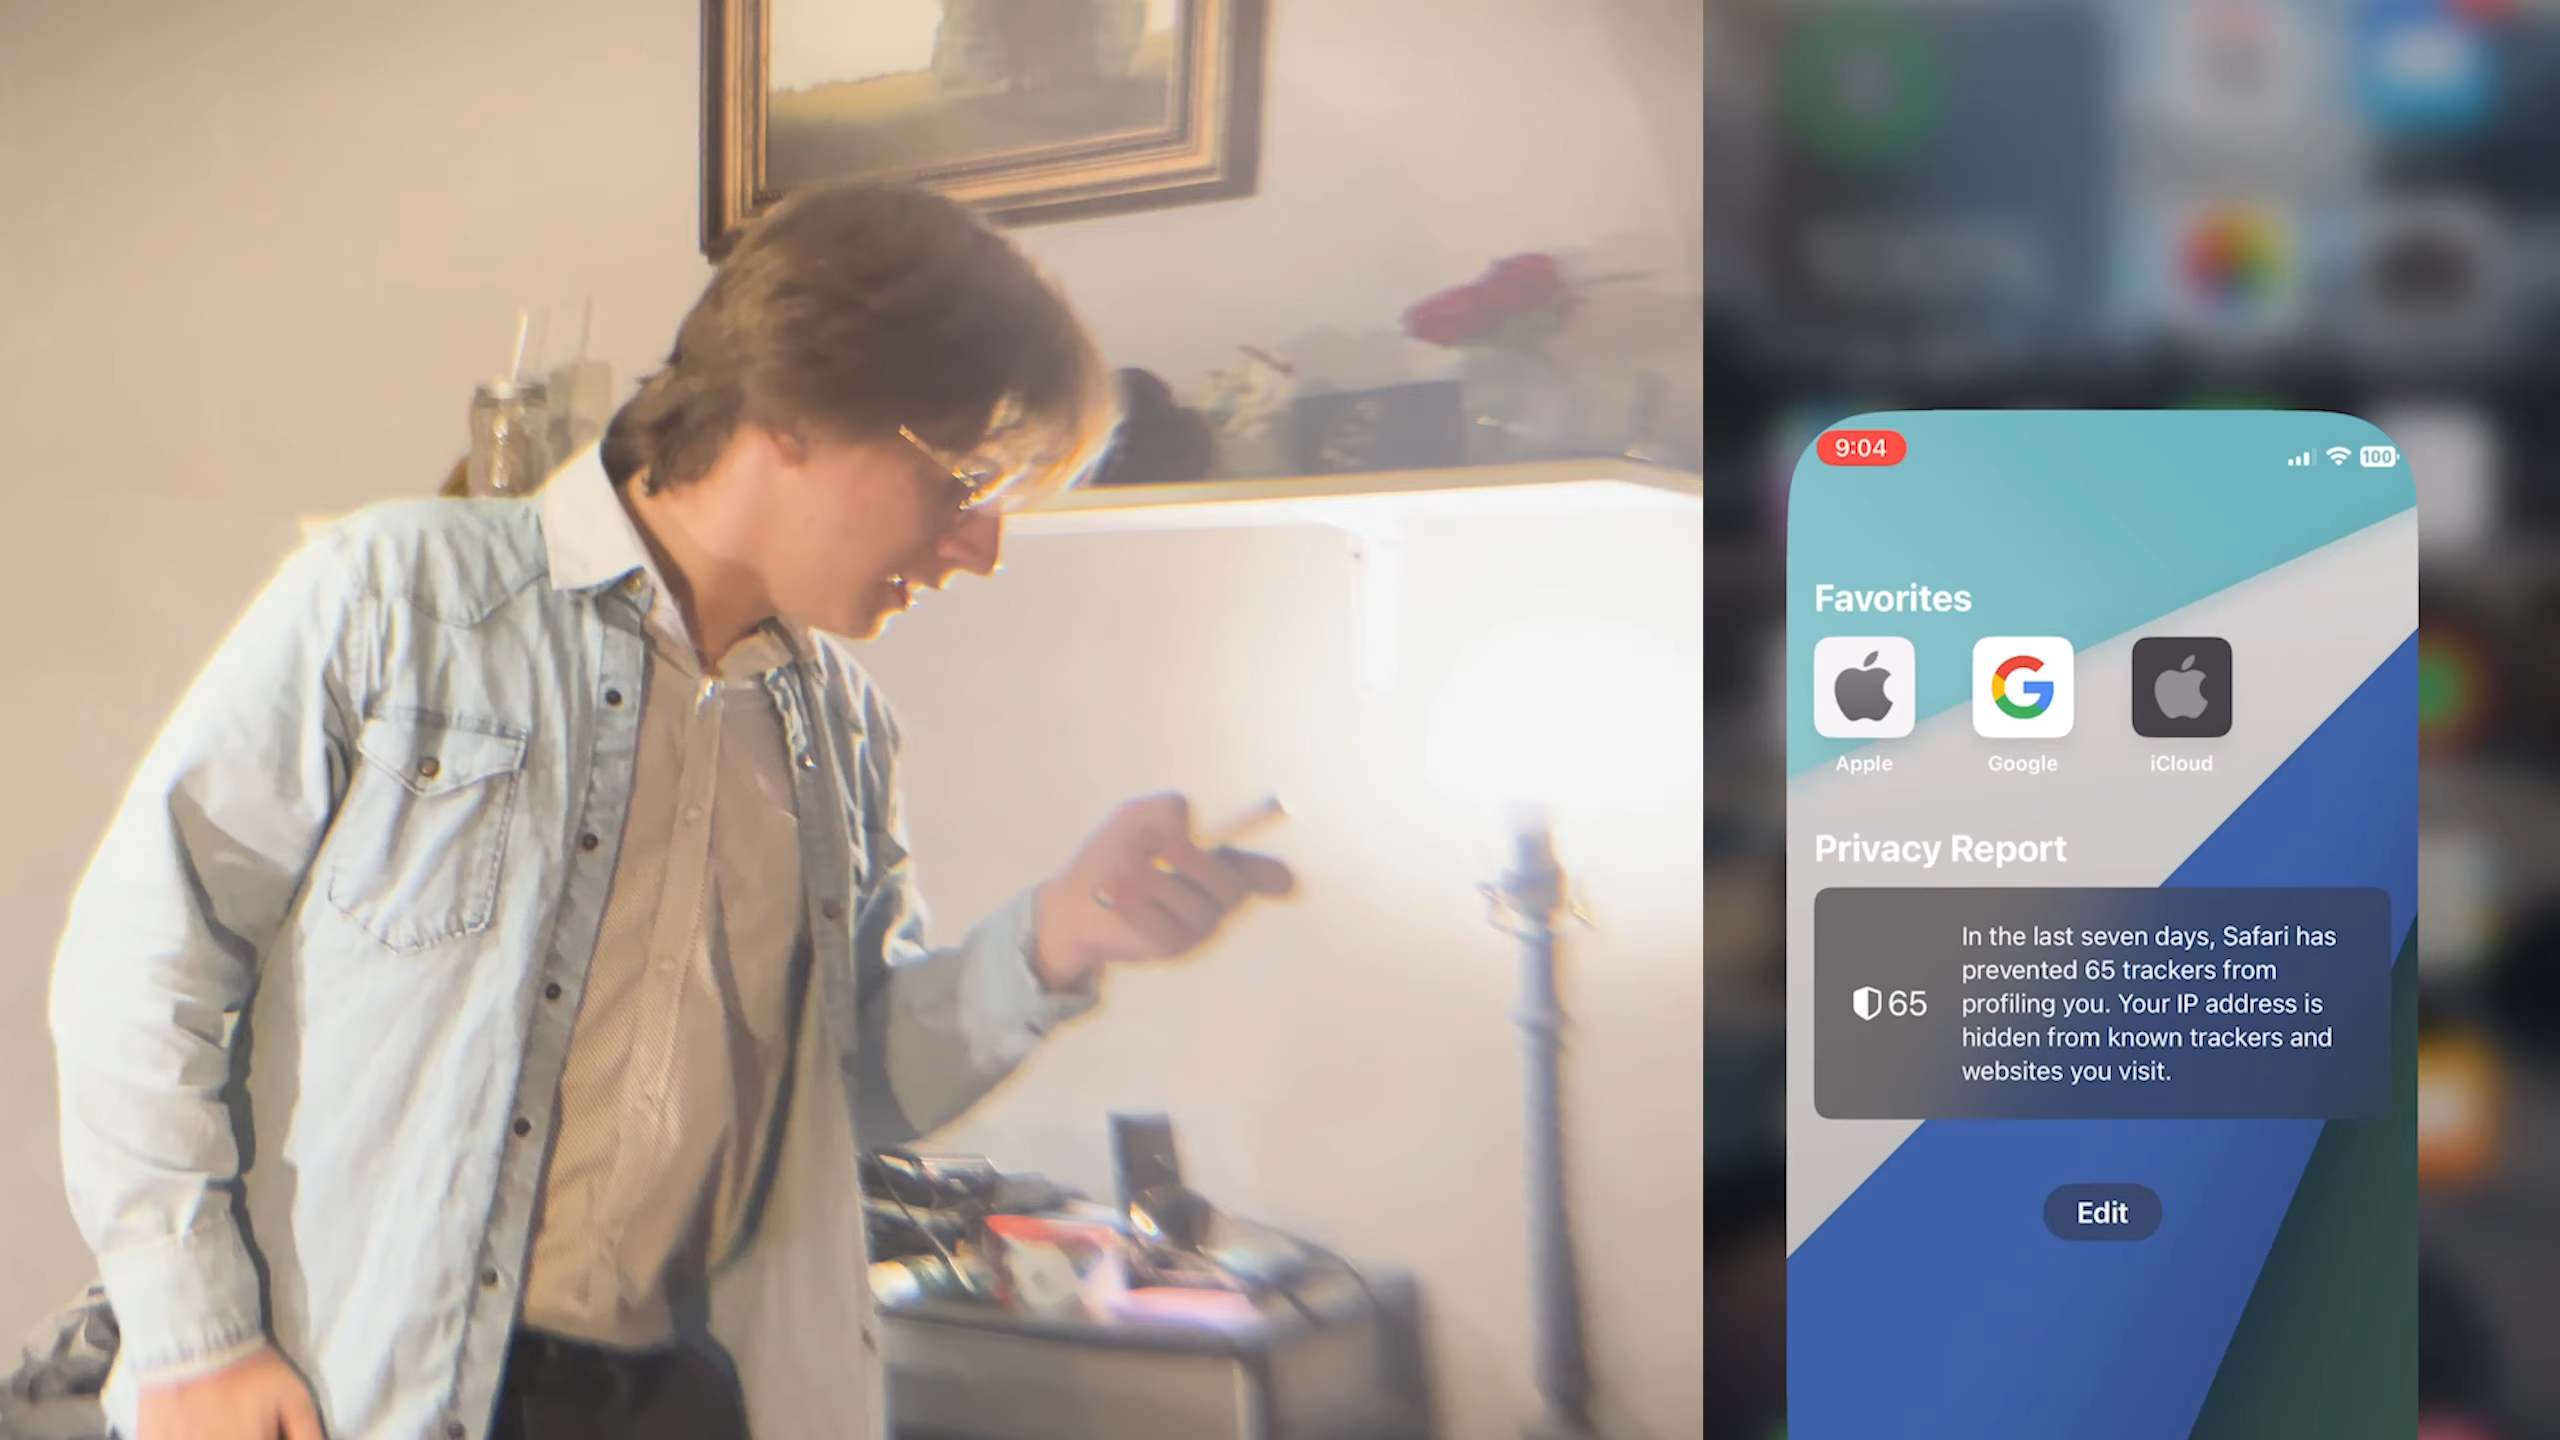 9:04
100
Favorites
Apple
Google
iCloud
Privacy Report
65
In the last seven days, Safari has
prevented 65 trackers from
profiling you. Your IP address is
hidden from known trackers and
websites you visit.
Edit